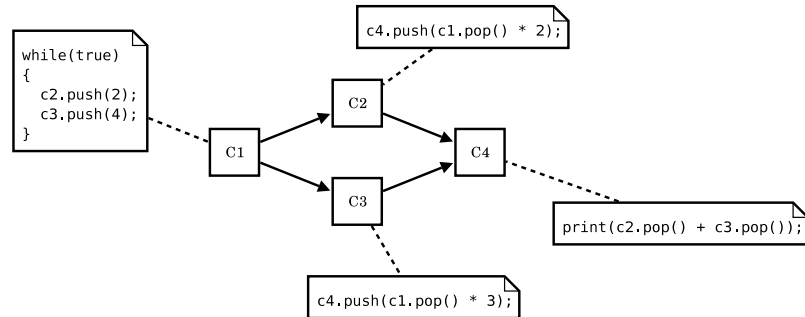 c4.push(c1.pop() * 2);
while(true)
{
c2.push(2);
c3.push(4);
}
C2
C1
C4
C3
print(c2.pop() + c3.pop());
c4.push(c1.pop() * 3);